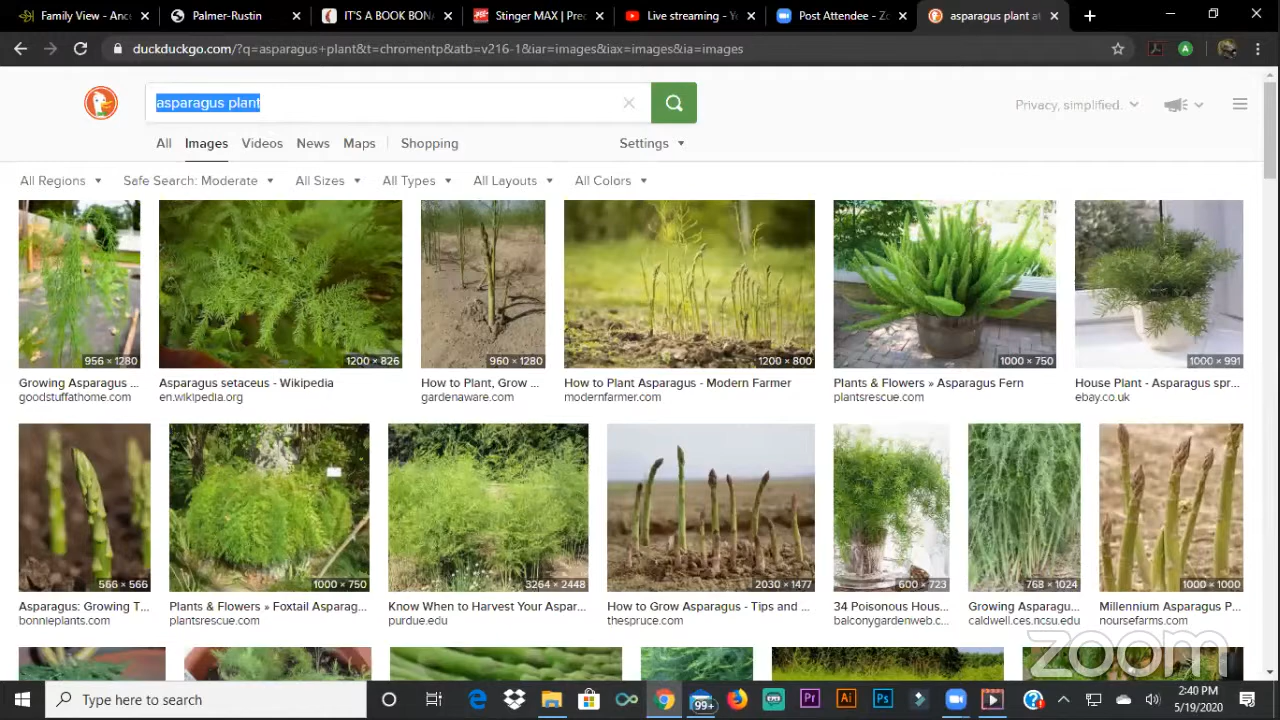 Family View - Anc
Palmer-Rustin
IT'S A BOOK BON
Stinger MAX | Pre
Live streaming - Y
Post Attendee - Zo
asparagus plant at
duckduckgo.com/?q=asparagus+plant&t=chromentp&atb=v216-1&iar=images&iax=images&ia=images
asparagus plant
Privacy, simplified.
All Images Videos News Maps Shopping Settings
All Regions Safe Search: Moderate All Sizes All Types All Layouts All Colors
956 × 1280
1200 × 826
960 × 1280
1200 × 800
1000 × 750
1000 × 991
Growing Asparagus ...
goodstuffathome.com
Asparagus setaceus - Wikipedia
en.wikipedia.org
How to Plant, Grow ...
gardenaware.com
How to Plant Asparagus - Modern Farmer
modernfarmer.com
Plants & Flowers » Asparagus Fern
plantsrescue.com
House Plant - Asparagus spr...
ebay.co.uk
566 × 566
1000 × 750
3264 × 2448
2030 × 1477
600 × 723
768 × 1024
1000 × 1000
Asparagus: Growing T...
bonnieplants.com
Plants & Flowers » Foxtail Asparag...
plantsrescue.com
Know When to Harvest Your Aspar...
purdue.edu
How to Grow Asparagus - Tips and ...
thespruce.com
34 Poisonous Hous...
balconygardenweb.c...
Growing Asparagu...
caldwell.ces.ncsu.edu
Millennium Asparagus P...
noursefarms.com
zoom
Type here to search
99+
Pr
Ai
Ps
2:40 PM
5/19/2020